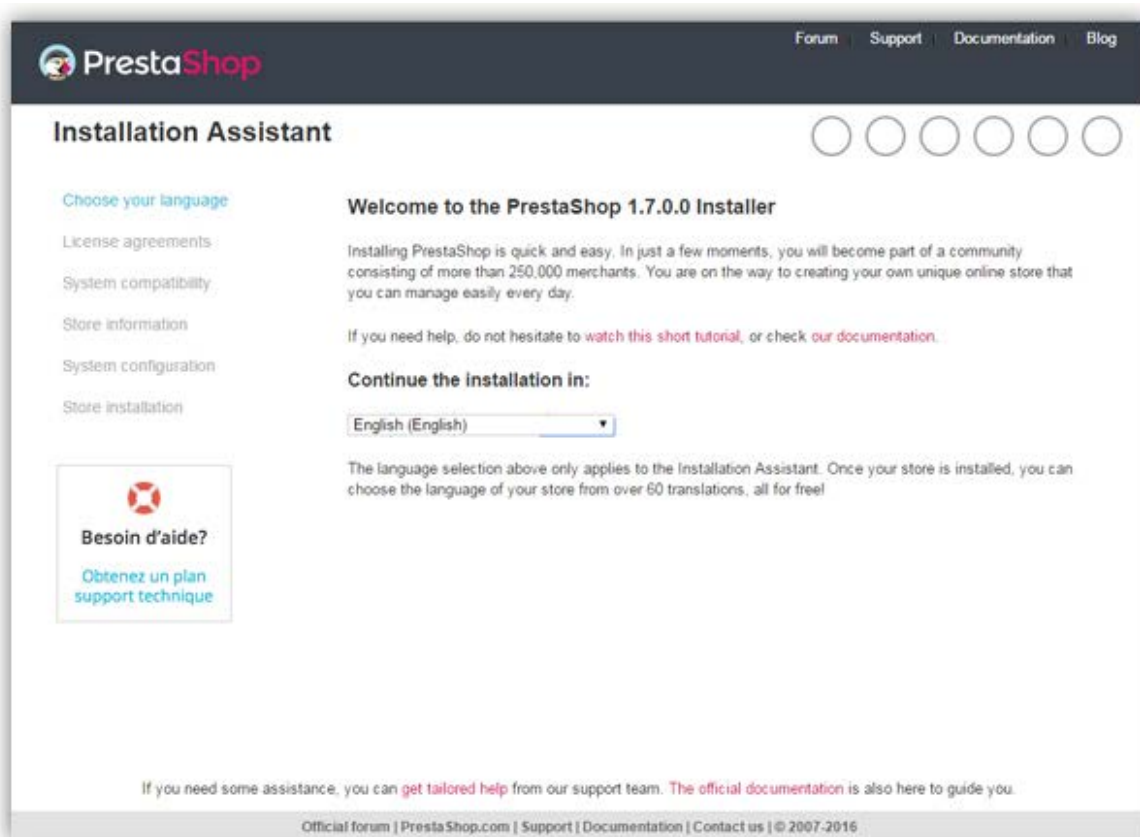 PrestaShop
Forum Support Documentation Blog
Installation Assistant
Choose your language
License agreements
System compatibility
Store information
System configuration
Store installation
Besoin d'aide?
Obtenez un plan
support technique
Welcome to the PrestaShop 1.7.0.0 Installer
Installing PrestaShop is quick and easy. In just a few moments, you will become part of a community
consisting of more than 250,000 merchants. You are on the way to creating your own unique online store that
you can manage easily every day.
If you need help, do not hesitate to watch this short tutorial, or check our documentation.
Continue the installation in:
English (English)
The language selection above only applies to the Installation Assistant. Once your store is installed, you can
choose the language of your store from over 60 translations, all for free!
If you need some assistance, you can get tailored help from our support team. The official documentation is also here to guide you.
Official forum | PrestaShop.com | Support | Documentation | Contact us | © 2007-2016